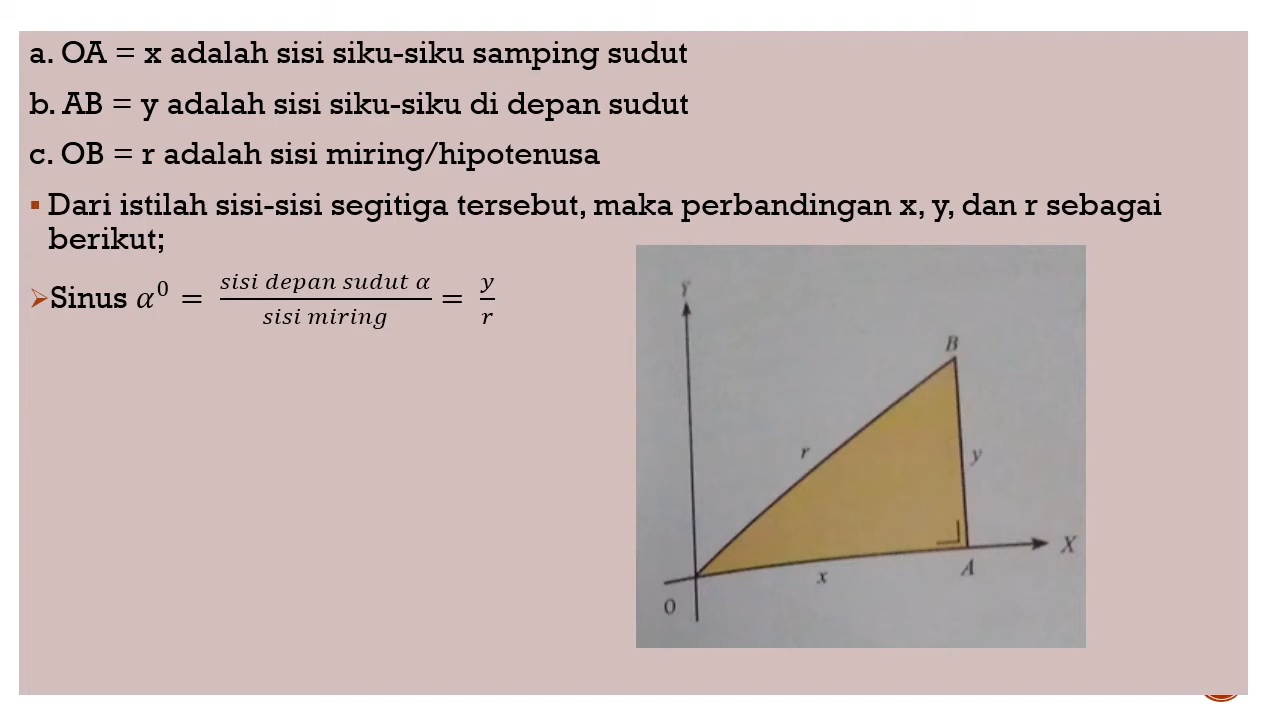 a. OA = x adalah sisi siku-siku samping sudut
b. AB = y adalah sisi siku-siku di depan sudut
c. OB = r adalah sisi miring/hipotenusa
▪ Dari istilah sisi-sisi segitiga tersebut, maka perbandingan x, y, dan r sebagai
berikut;
➢Sinus α⁰ = sisi depan sudut α / sisi miring = y / r
Y
B
r
y
X
A
x
0